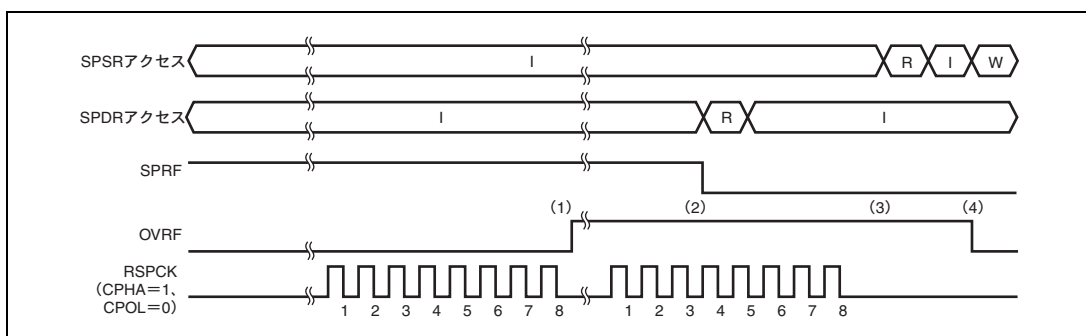 SPSRアクセス I R I W
SPDRアクセス I R I
SPRF
(1) (2) (3) (4)
OVRF
RSPCK
(CPHA=1、
CPOL=0)
1 2 3 4 5 6 7 8 1 2 3 4 5 6 7 8